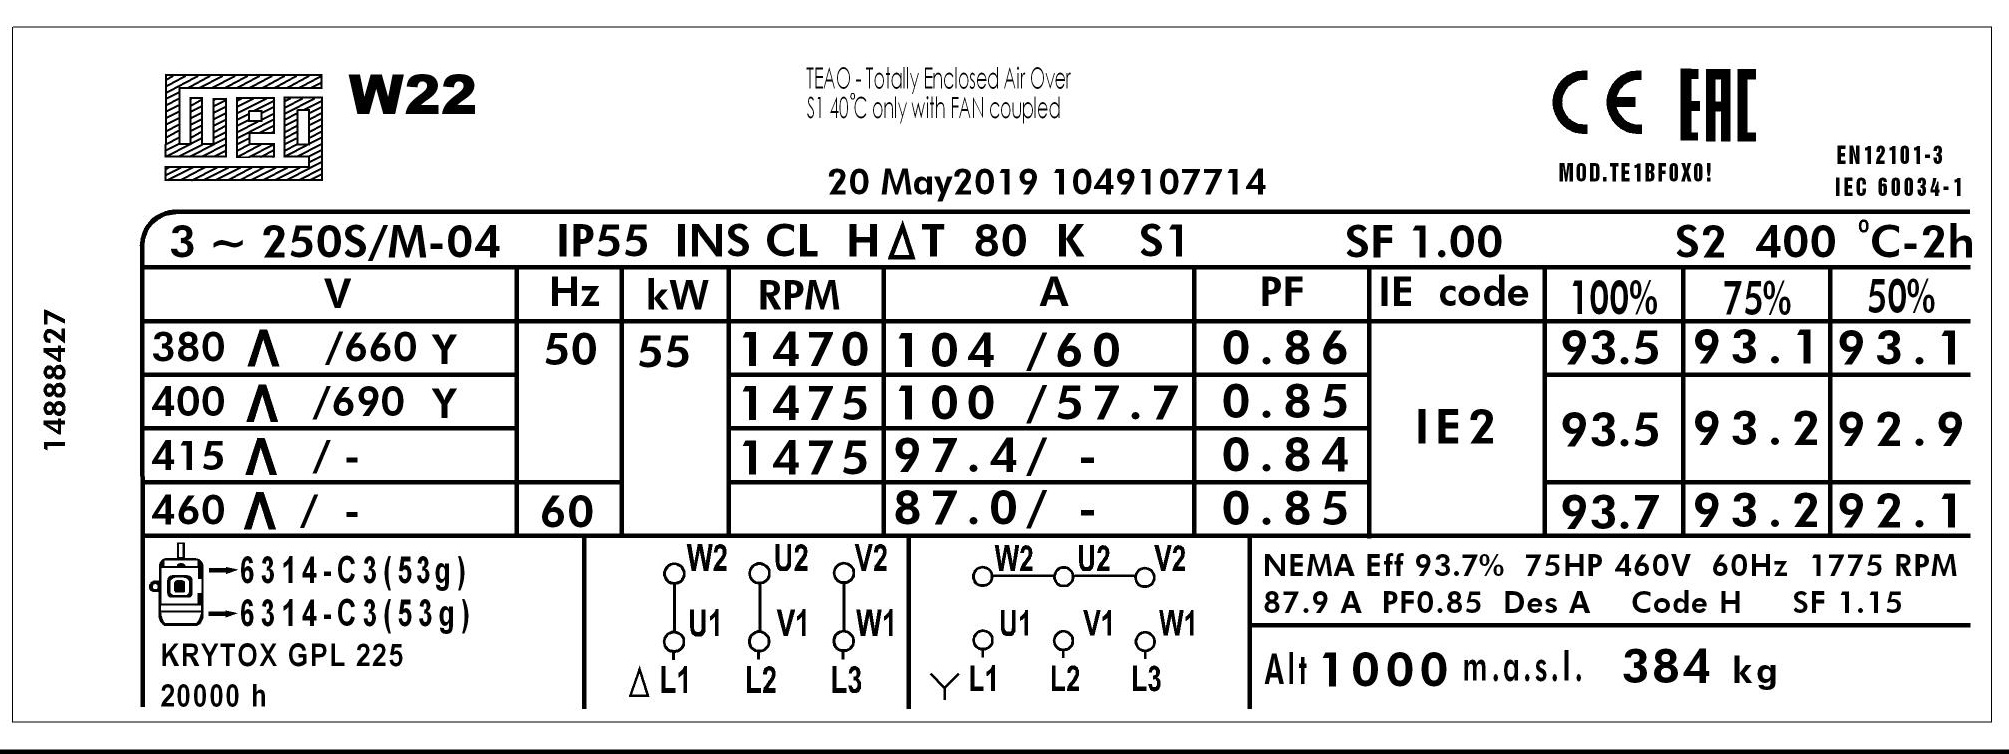 weg W22
TEAO - Totally Enclosed Air Over
S1 40°C only with FAN coupled
CE EAC
MOD.TE1BF0X0!
EN12101-3
IEC 60034-1
20 May2019 1049107714
14888427
3 ~ 250S/M-04 IP55 INS CL H Δ T 80 K S1 SF 1.00 S2 400 °C-2h
V Hz kW RPM A PF IE code 100% 75% 50%
380 Λ /660 Y 50 55 1470 104 /60 0.86 93.5 93.1 93.1
400 Λ /690 Y 1475 100 /57.7 0.85 IE2 93.5 93.2 92.9
415 Λ / - 1475 97.4/ - 0.84
460 Λ / - 60 87.0/ - 0.85 93.7 93.2 92.1
6314-C3(53g)
6314-C3(53g)
KRYTOX GPL 225
20000 h
W2 U2 V2
U1 V1 W1
Δ L1 L2 L3
W2 U2 V2
U1 V1 W1
Y L1 L2 L3
NEMA Eff 93.7% 75HP 460V 60Hz 1775 RPM
87.9 A PF0.85 Des A Code H SF 1.15
Alt 1000 m.a.s.l. 384 kg